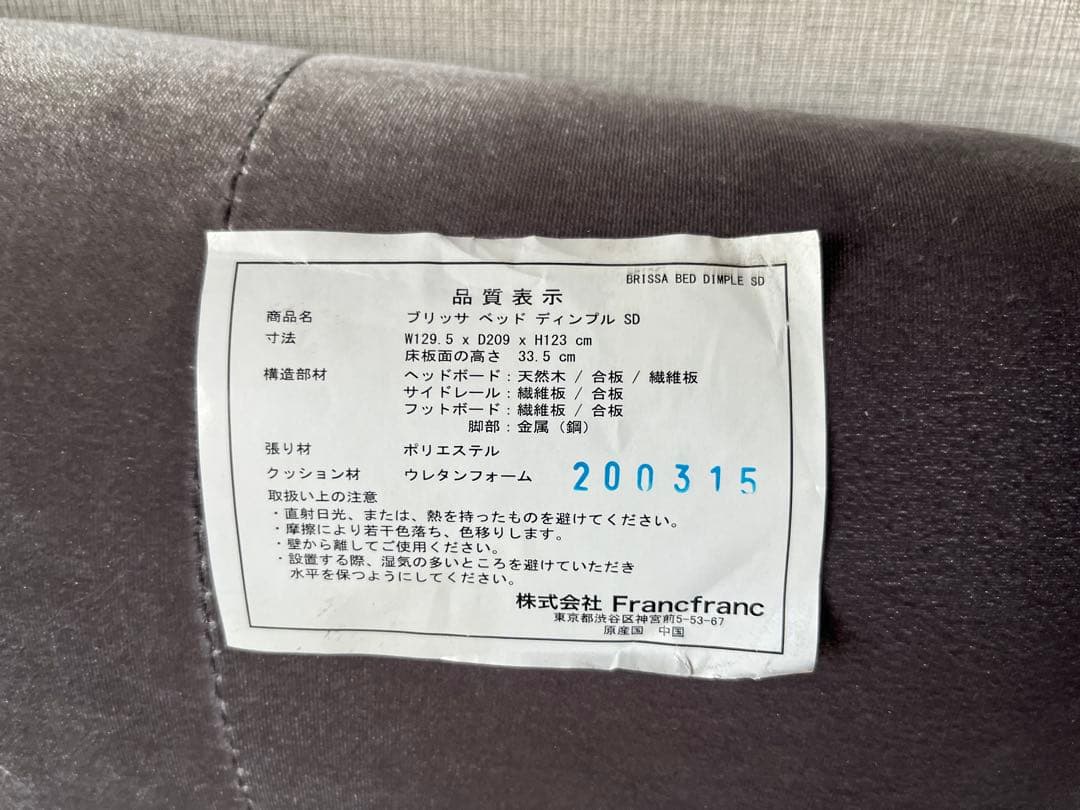 BRISSA BED DIMPLE SD
品質表示
商品名 ブリッサ ベッド ディンプル SD
寸法 W129.5 x D209 x H123 cm
床板面の高さ 33.5 cm
構造部材 ヘッドボード：天然木 / 合板 / 繊維板
サイドレール：繊維板 / 合板
フットボード：繊維板 / 合板
脚部：金属（鋼）
張り材 ポリエステル
クッション材 ウレタンフォーム
200315
取扱い上の注意
・直射日光、または、熱を持ったものを避けてください。
・摩擦により若干色落ち、色移りします。
・壁から離してご使用ください。
・設置する際、湿気の多いところを避けていただき
水平を保つようにしてください。
株式会社 Francfranc
東京都渋谷区神宮前5-53-67
原産国 中国